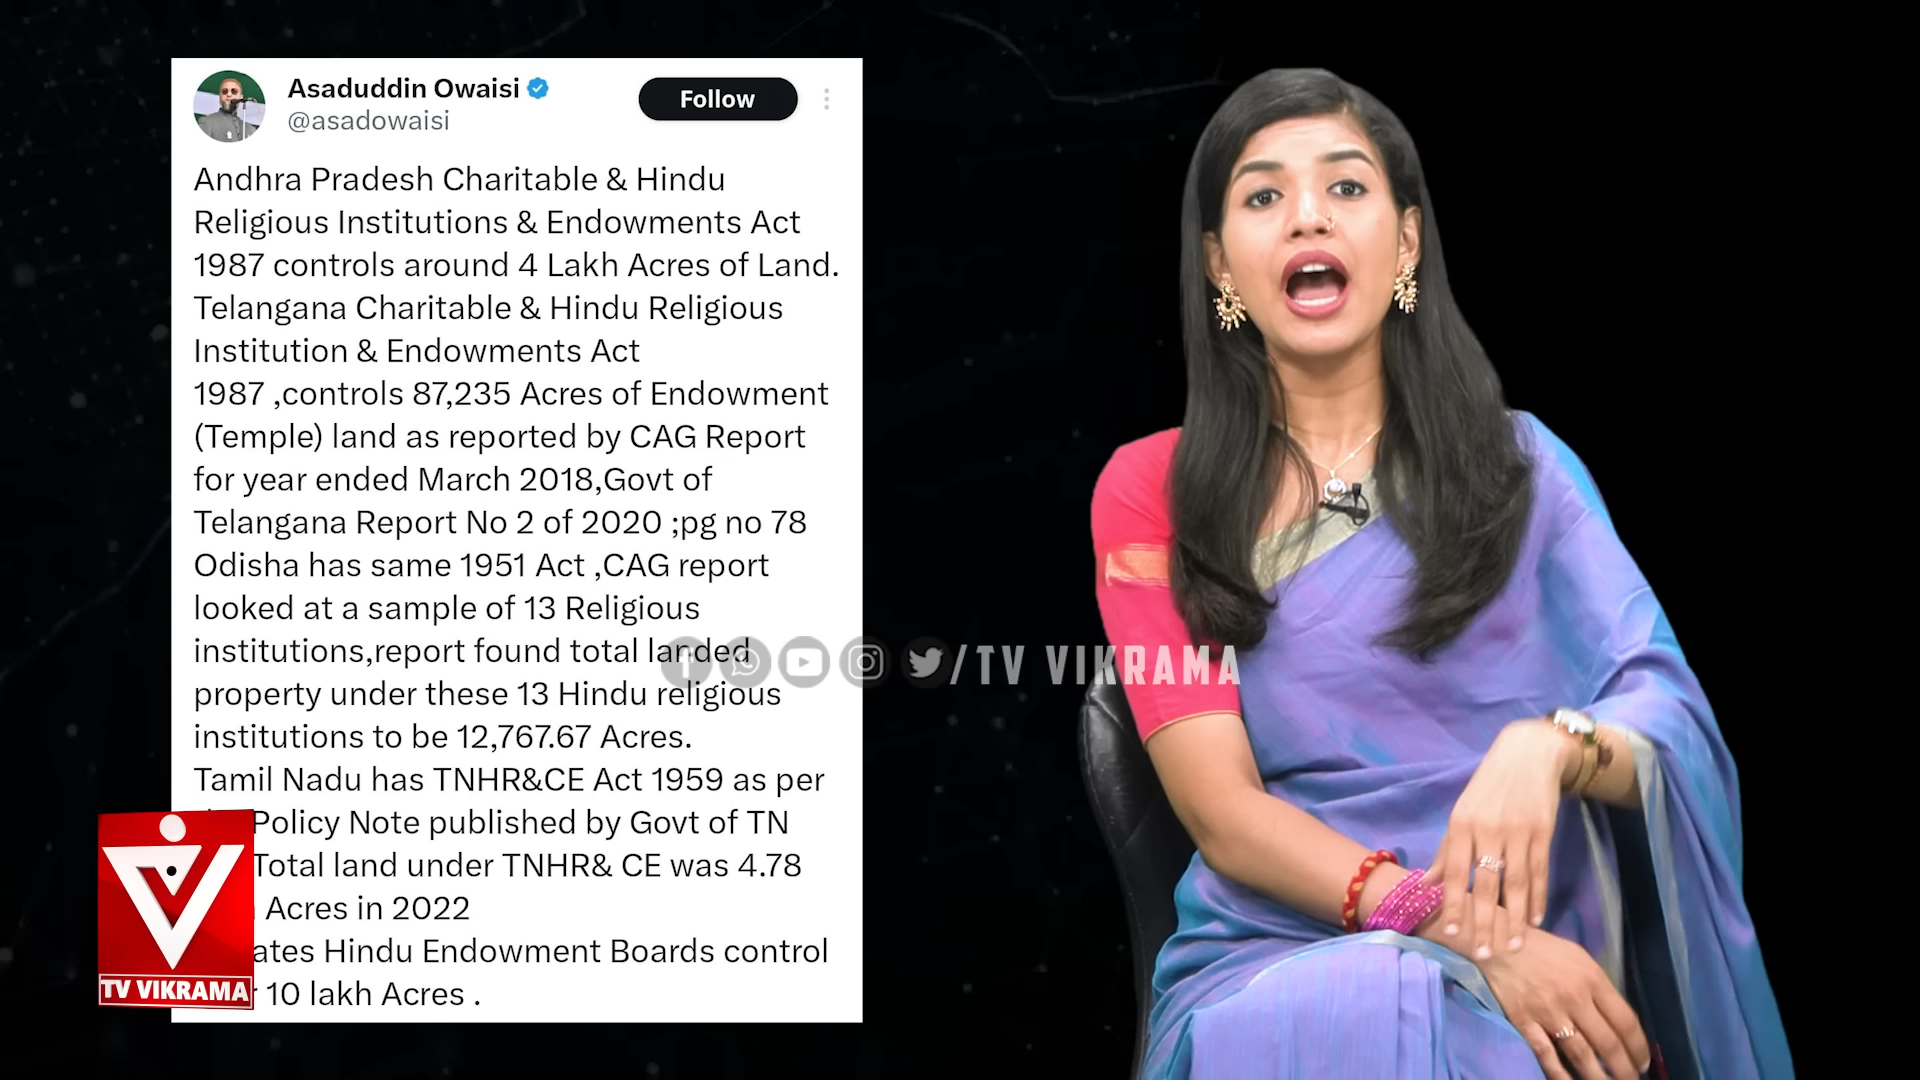 Asaduddin Owaisi
@asadowaisi
Follow
Andhra Pradesh Charitable & Hindu
Religious Institutions & Endowments Act
1987 controls around 4 Lakh Acres of Land.
Telangana Charitable & Hindu Religious
Institution & Endowments Act
1987 ,controls 87,235 Acres of Endowment
(Temple) land as reported by CAG Report
for year ended March 2018,Govt of
Telangana Report No 2 of 2020 ;pg no 78
Odisha has same 1951 Act ,CAG report
looked at a sample of 13 Religious
institutions,report found total landed
property under these 13 Hindu religious
institutions to be 12,767.67 Acres.
Tamil Nadu has TNHR&CE Act 1959 as per
Policy Note published by Govt of TN
Total land under TNHR& CE was 4.78
Acres in 2022
Hindu Endowment Boards control
10 lakh Acres .
/TV VIKRAMA
TV VIKRAMA